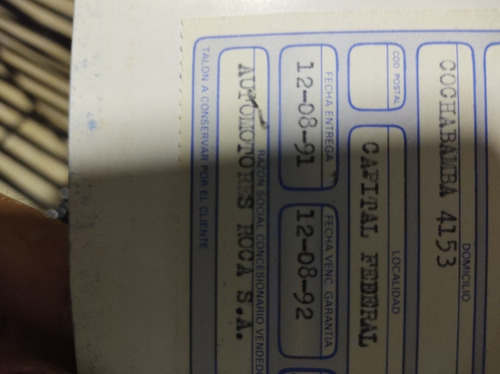 DOMICILIO
COCHABAMBA 4153
COD POSTAL
LOCALIDAD
CAPITAL FEDERAL
FECHA ENTREGA
FECHA VENC. GARANTIA
12-08-91
12-08-92
RAZON SOCIAL CONCESIONARIO VENDED
AUTOMOTORES ROCA S.A.
TALON A CONSERVAR POR EL CLIENTE